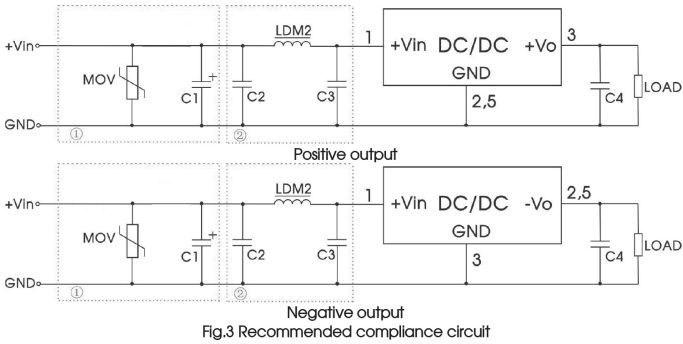 LDM2
+Vin
MOV
C1
+
C2
C3
1
+Vin DC/DC +Vo
GND
3
2,5
C4
LOAD
GND
①
②
Positive output
LDM2
+Vin
MOV
C1
+
C2
C3
1
+Vin DC/DC -Vo
GND
2,5
3
C4
LOAD
GND
①
②
Negative output
Fig.3 Recommended compliance circuit